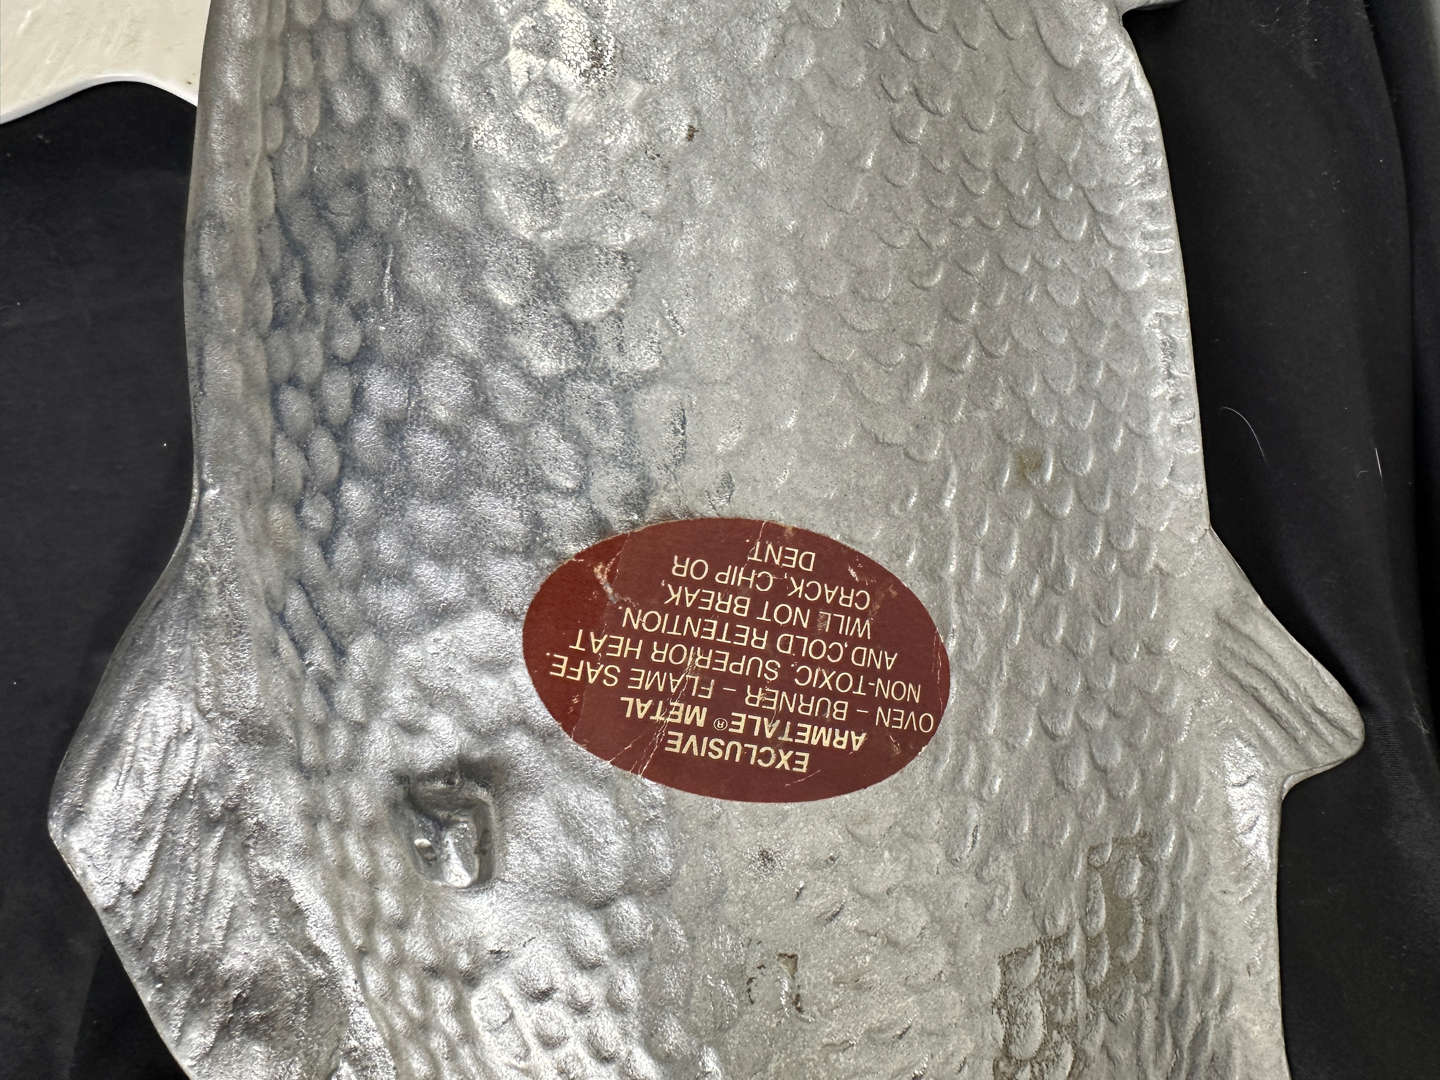 EXCLUSIVE
ARMETALE® METAL
OVEN – BURNER – FLAME SAFE.
NON-TOXIC. SUPERIOR HEAT
AND COLD RETENTION.
WILL NOT BREAK,
CRACK, CHIP OR
DENT